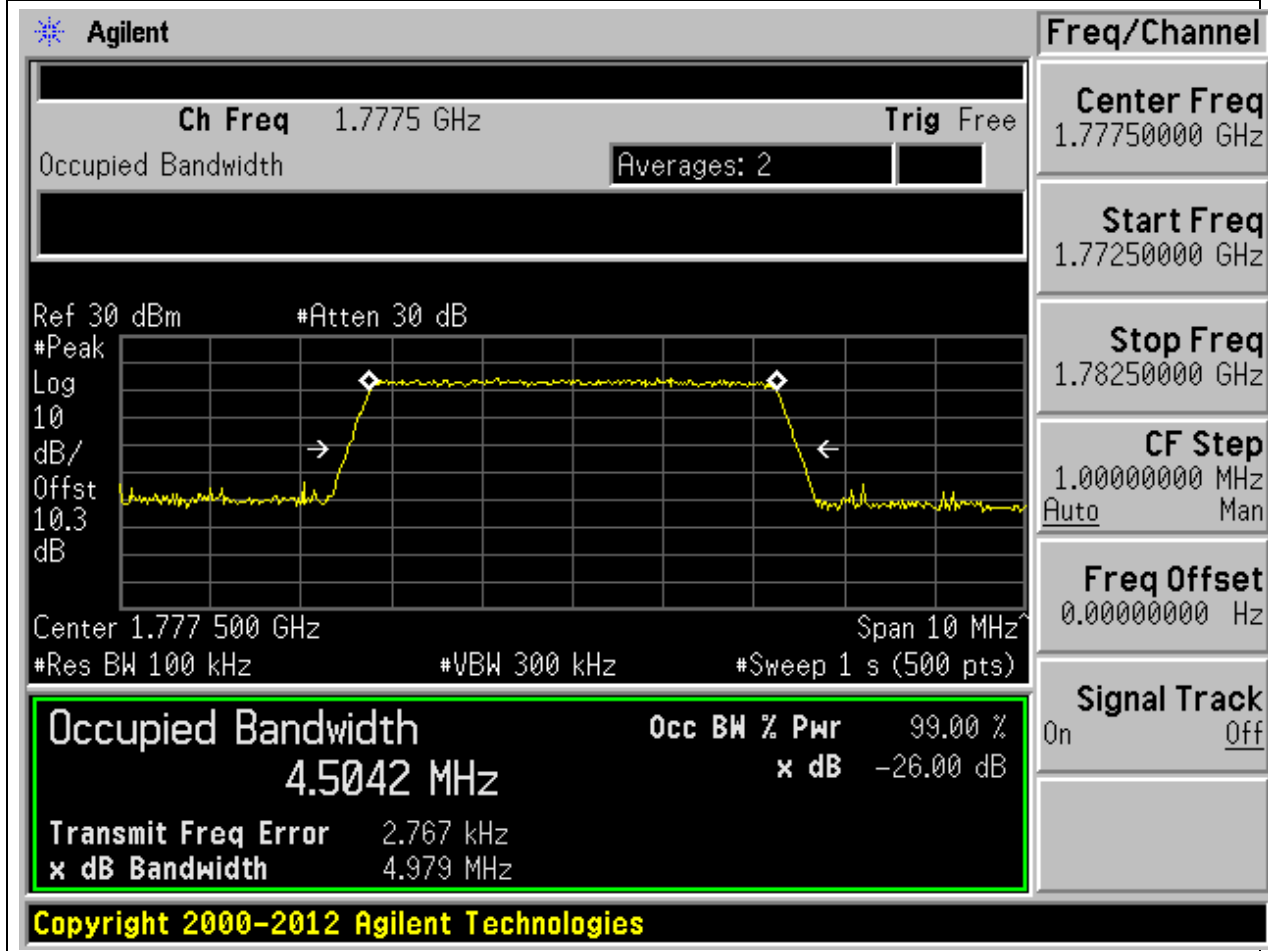 Agilent
Freq/Channel
Ch Freq 1.7775 GHz Trig Free
Occupied Bandwidth Averages: 2
Ref 30 dBm #Atten 30 dB
#Peak
Log
10
dB/
Offst
10.3
dB
Center 1.777 500 GHz Span 10 MHz^
#Res BW 100 kHz #VBW 300 kHz #Sweep 1 s (500 pts)
Occupied Bandwidth Occ BW % Pwr 99.00 %
4.5042 MHz x dB -26.00 dB
Transmit Freq Error 2.767 kHz
x dB Bandwidth 4.979 MHz
Copyright 2000-2012 Agilent Technologies
Center Freq
1.77750000 GHz
Start Freq
1.77250000 GHz
Stop Freq
1.78250000 GHz
CF Step
1.00000000 MHz
Auto Man
Freq Offset
0.00000000 Hz
Signal Track
On Off